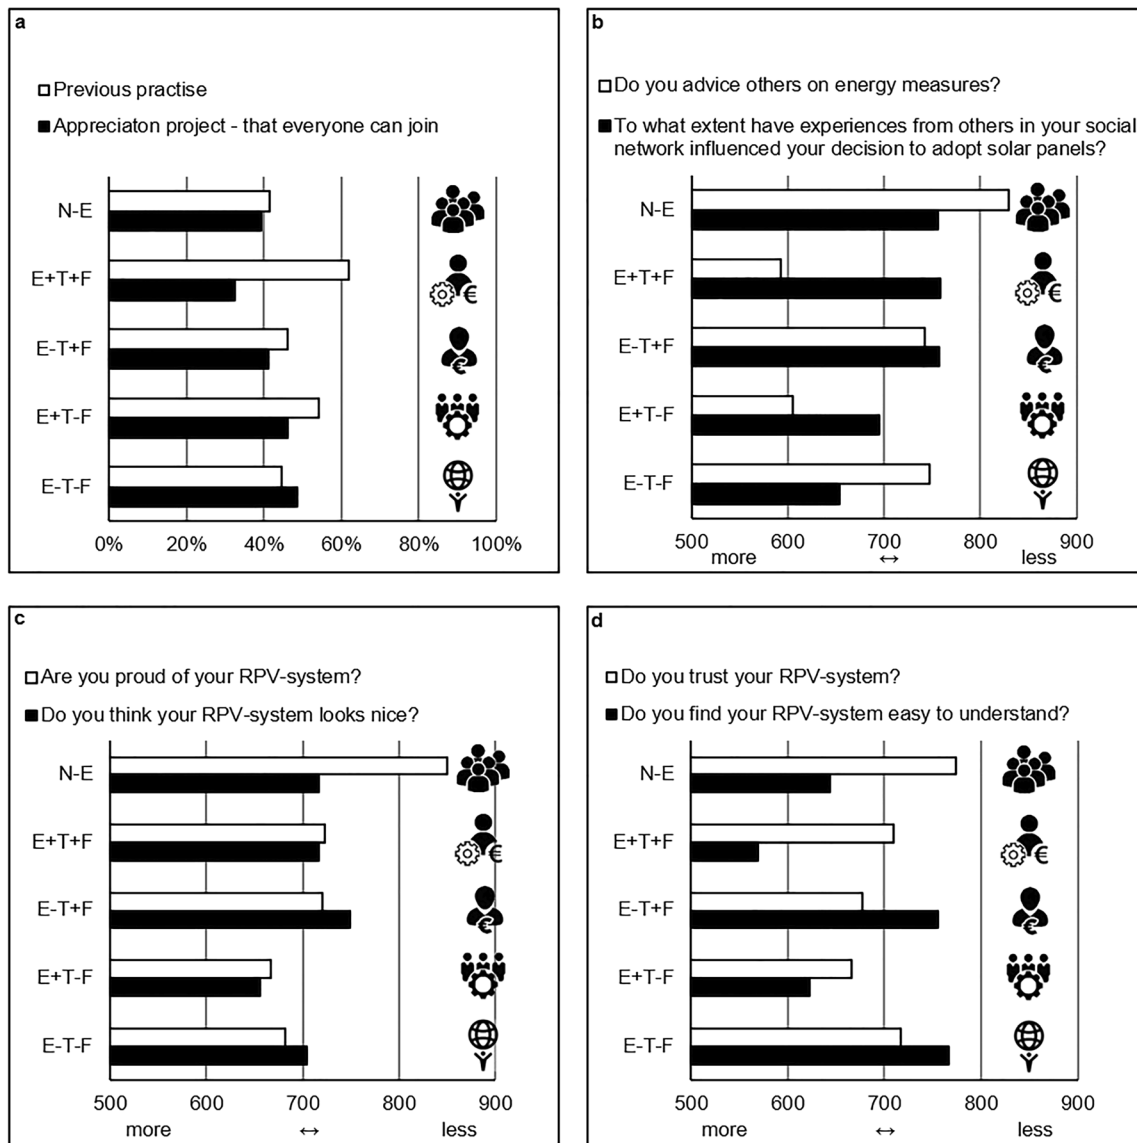 a
Previous practise
Appreciaton project - that everyone can join
N-E
E+T+F
E-T+F
€
€
E+T-F
E-T-F
0% 20% 40% 60% 80% 100%
b
Do you advice others on energy measures?
To what extent have experiences from others in your social
network influenced your decision to adopt solar panels?
N-E
E+T+F
€
E-T+F
€
E+T-F
E-T-F
500 600 700 800 900
more ↔ less
c
Are you proud of your RPV-system?
Do you think your RPV-system looks nice?
N-E
E+T+F
€
E-T+F
€
E+T-F
E-T-F
500 600 700 800 900
more ↔ less
d
Do you trust your RPV-system?
Do you find your RPV-system easy to understand?
N-E
E+T+F
€
E-T+F
€
E+T-F
E-T-F
500 600 700 800 900
more ↔ less